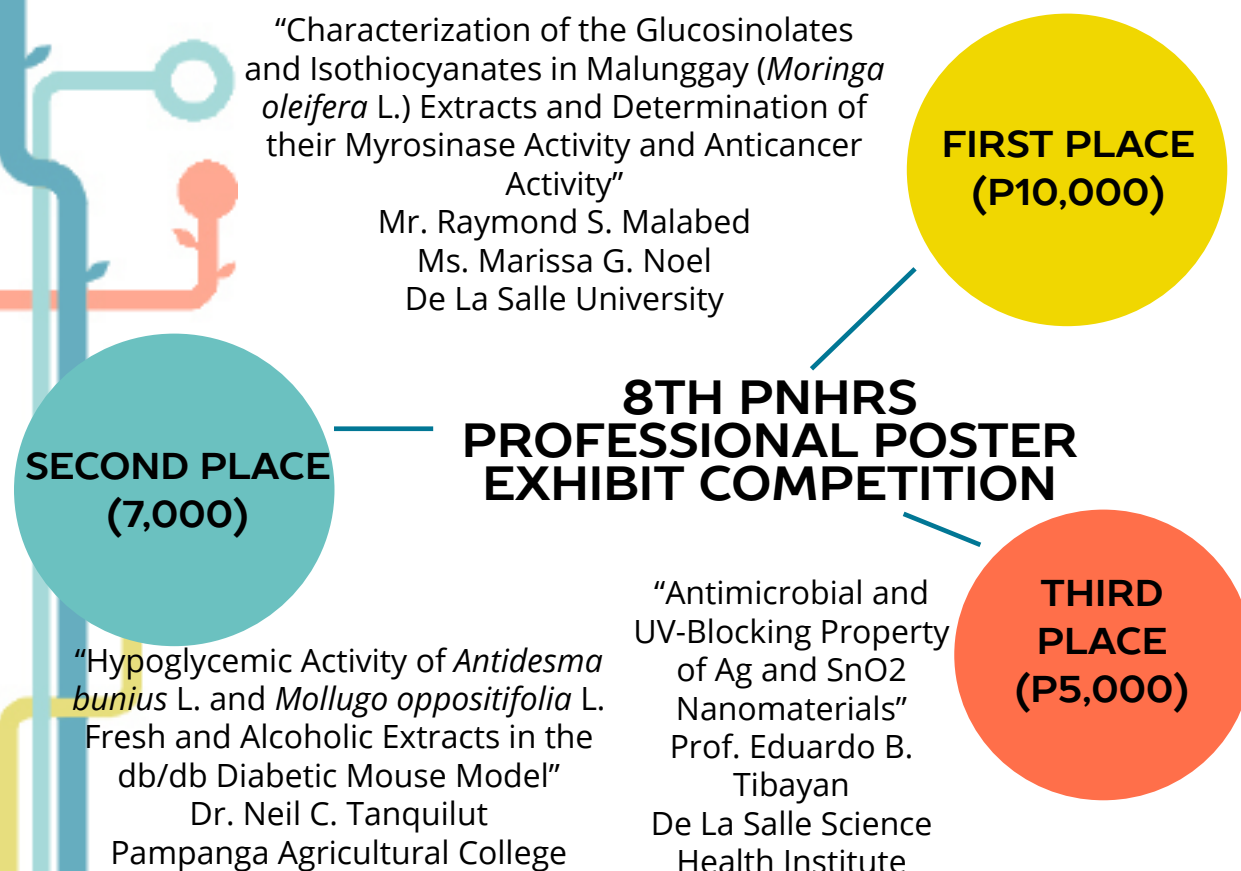 “Characterization of the Glucosinolates
and Isothiocyanates in Malunggay (Moringa
oleifera L.) Extracts and Determination of
their Myrosinase Activity and Anticancer
Activity”
Mr. Raymond S. Malabed
Ms. Marissa G. Noel
De La Salle University
FIRST PLACE
(P10,000)
8TH PNHRS
PROFESSIONAL POSTER
EXHIBIT COMPETITION
SECOND PLACE
(7,000)
“Hypoglycemic Activity of Antidesma
bunius L. and Mollugo oppositifolia L.
Fresh and Alcoholic Extracts in the
db/db Diabetic Mouse Model”
Dr. Neil C. Tanquilut
Pampanga Agricultural College
“Antimicrobial and
UV-Blocking Property
of Ag and SnO2
Nanomaterials”
Prof. Eduardo B.
Tibayan
De La Salle Science
Health Institute
THIRD
PLACE
(P5,000)